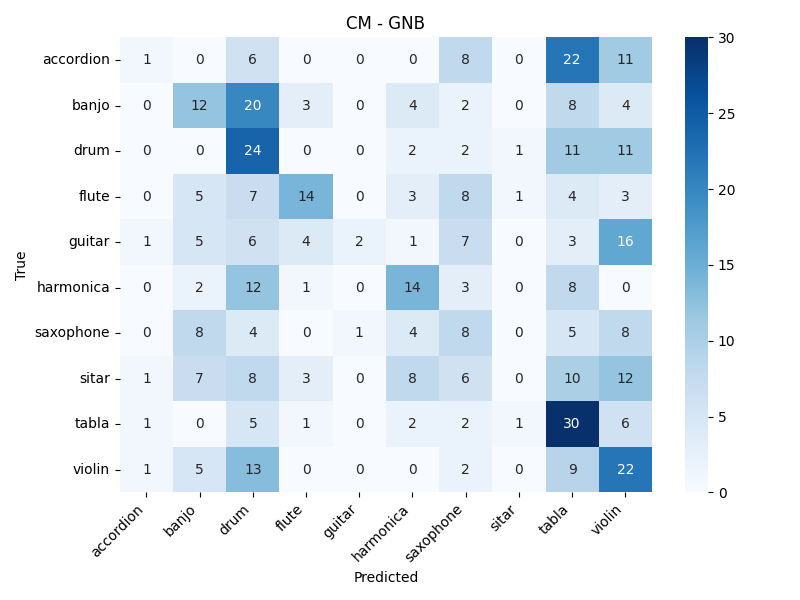 CM - GNB
accordion 1 0 6 0 0 0 8 0 22 11
banjo 0 12 20 3 0 4 2 0 8 4
drum 0 0 24 0 0 2 2 1 11 11
flute 0 5 7 14 0 3 8 1 4 3
guitar 1 5 6 4 2 1 7 0 3 16
harmonica 0 2 12 1 0 14 3 0 8 0
saxophone 0 8 4 0 1 4 8 0 5 8
sitar 1 7 8 3 0 8 6 0 10 12
tabla 1 0 5 1 0 2 2 1 30 6
violin 1 5 13 0 0 0 2 0 9 22
True
accordion banjo drum flute guitar harmonica saxophone sitar tabla violin
Predicted
30
25
20
15
10
5
0